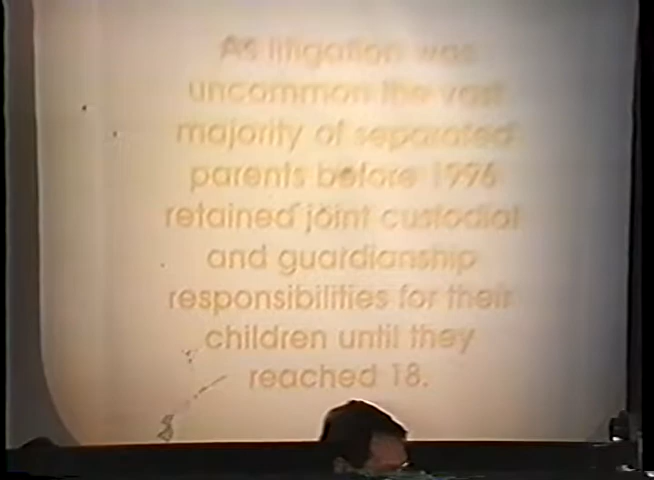 As litigation was
uncommon the vast
majority of separated
parents before 1996
retained joint custodial
and guardianship
responsibilities for their
children until they
reached 18.